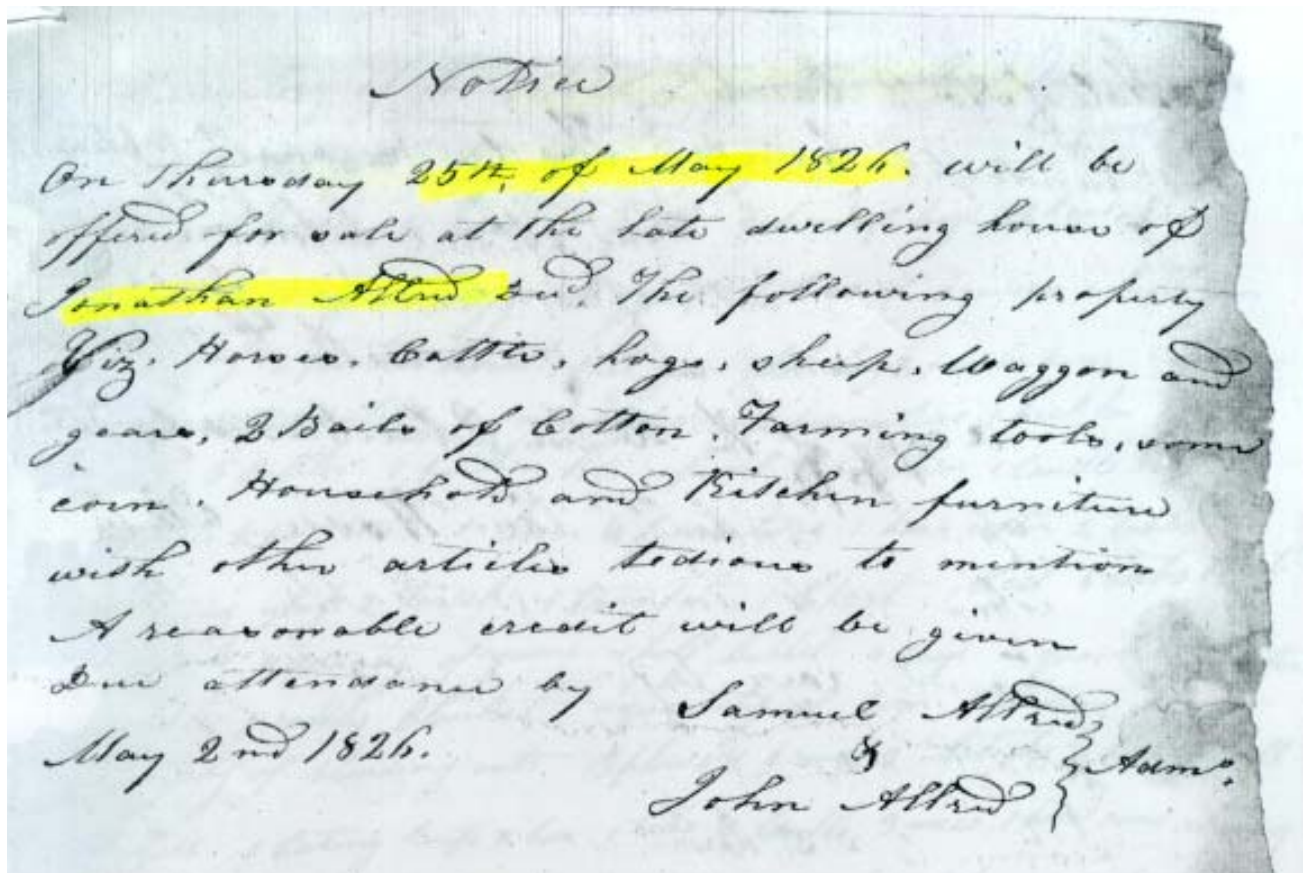 Notice
On Thursday 25th, of May 1826. will be
offered for sale at the late dwelling house of
Jonathan Allred Decd. The following property
Viz. Horses, Cattle, hogs, sheep, Waggon and
gears, 2 Bails of Cotton. Farming tools, some
corn. Household and Kitchen furniture
with other articles tedious to mention
A reasonable credit will be given
Due attendance by Samuel Allred
May 2nd 1826. & Adms.
John Allred